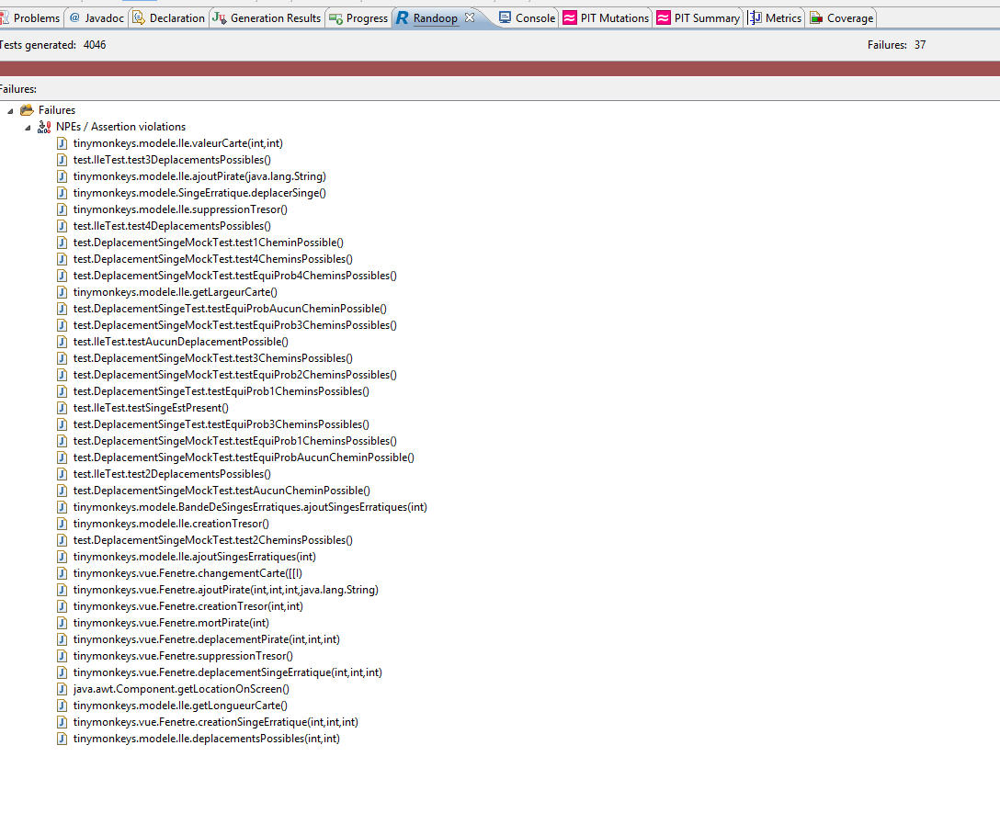 Problems @ Javadoc Declaration Ju Generation Results Progress R Randoop Console PIT Mutations PIT Summary Metrics Coverage
Tests generated: 4046 Failures: 37
Failures:
Failures
NPEs / Assertion violations
tinymonkeys.modele.Ile.valeurCarte(int,int)
test.IleTest.test3DeplacementsPossibles()
tinymonkeys.modele.Ile.ajoutPirate(java.lang.String)
tinymonkeys.modele.SingeErratique.deplacerSinge()
tinymonkeys.modele.Ile.suppressionTresor()
test.IleTest.test4DeplacementsPossibles()
test.DeplacementSingeMockTest.test1CheminPossible()
test.DeplacementSingeMockTest.test4CheminsPossibles()
test.DeplacementSingeMockTest.testEquiProb4CheminsPossibles()
tinymonkeys.modele.Ile.getLargeurCarte()
test.DeplacementSingeTest.testEquiProbAucunCheminPossible()
test.DeplacementSingeMockTest.testEquiProb3CheminsPossibles()
test.IleTest.testAucunDeplacementPossible()
test.DeplacementSingeMockTest.test3CheminsPossibles()
test.DeplacementSingeMockTest.testEquiProb2CheminsPossibles()
test.DeplacementSingeTest.testEquiProb1CheminsPossibles()
test.IleTest.testSingeEstPresent()
test.DeplacementSingeTest.testEquiProb3CheminsPossibles()
test.DeplacementSingeMockTest.testEquiProb1CheminsPossibles()
test.DeplacementSingeMockTest.testEquiProbAucunCheminPossible()
test.IleTest.test2DeplacementsPossibles()
test.DeplacementSingeMockTest.testAucunCheminPossible()
tinymonkeys.modele.BandeDeSingesErratiques.ajoutSingesErratiques(int)
tinymonkeys.modele.Ile.creationTresor()
test.DeplacementSingeMockTest.test2CheminsPossibles()
tinymonkeys.modele.Ile.ajoutSingesErratiques(int)
tinymonkeys.vue.Fenetre.changementCarte([[I)
tinymonkeys.vue.Fenetre.ajoutPirate(int,int,int,java.lang.String)
tinymonkeys.vue.Fenetre.creationTresor(int,int)
tinymonkeys.vue.Fenetre.mortPirate(int)
tinymonkeys.vue.Fenetre.deplacementPirate(int,int,int)
tinymonkeys.vue.Fenetre.suppressionTresor()
tinymonkeys.vue.Fenetre.deplacementSingeErratique(int,int,int)
java.awt.Component.getLocationOnScreen()
tinymonkeys.modele.Ile.getLongueurCarte()
tinymonkeys.vue.Fenetre.creationSingeErratique(int,int,int)
tinymonkeys.modele.Ile.deplacementsPossibles(int,int)